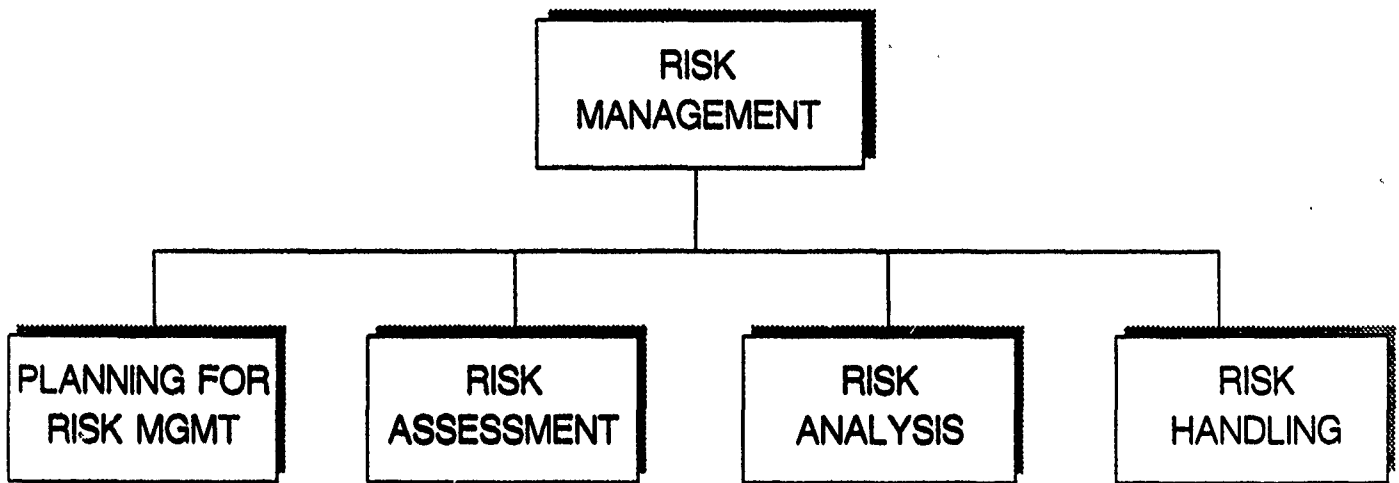 RISK
MANAGEMENT
PLANNING FOR
RISK MGMT
RISK
ASSESSMENT
RISK
ANALYSIS
RISK
HANDLING